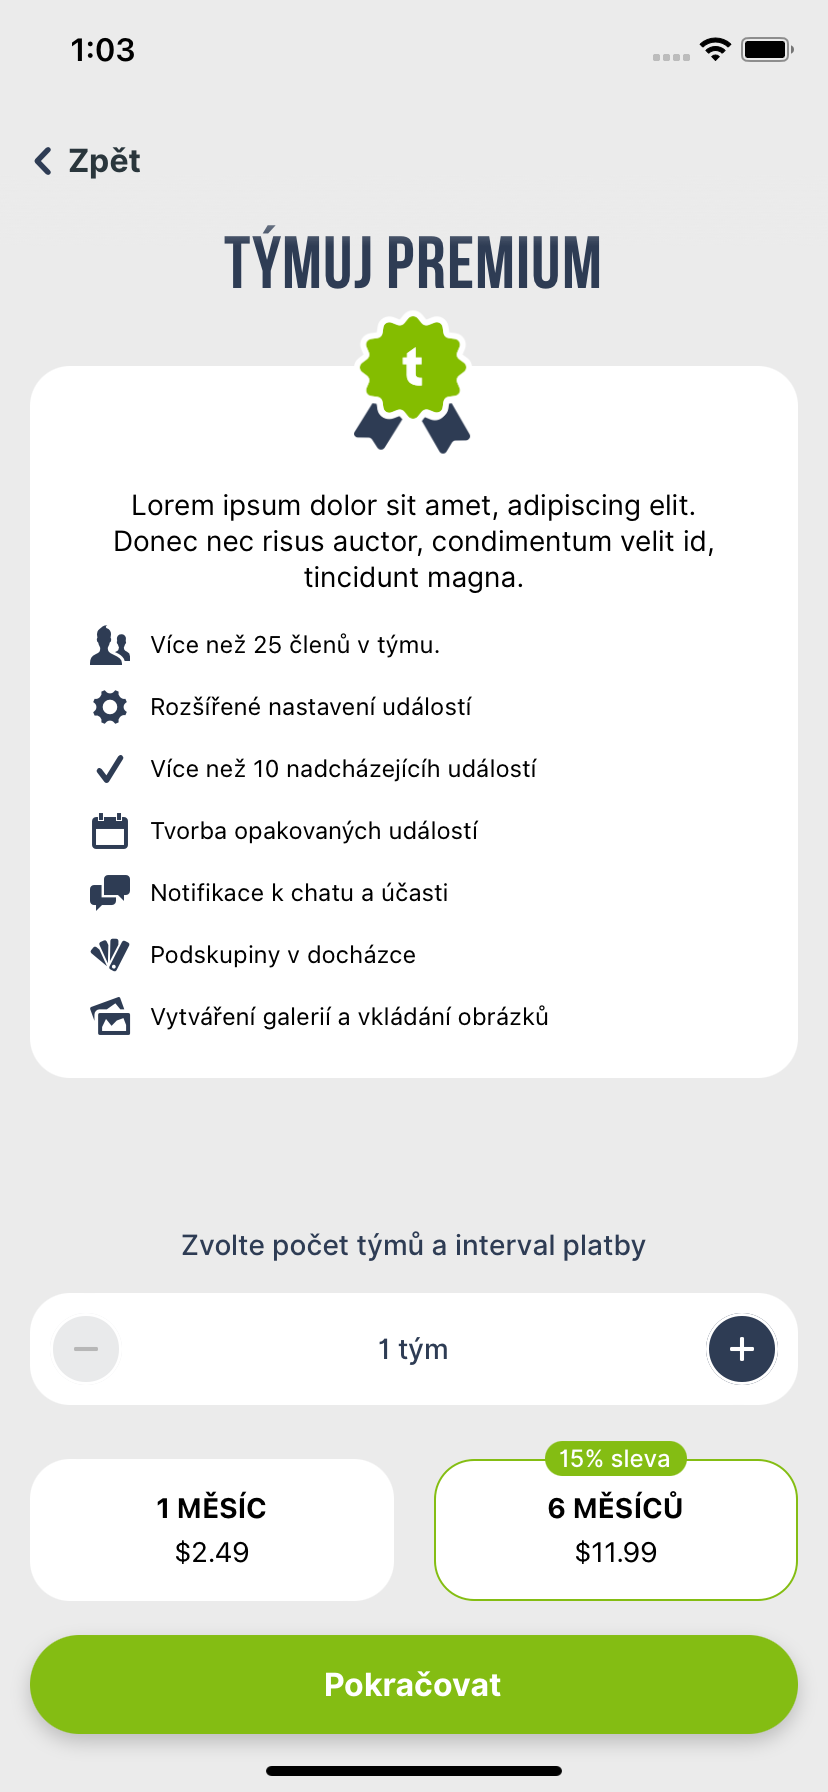 1:03
Zpět
TÝMUJ PREMIUM
t
Lorem ipsum dolor sit amet, adipiscing elit.
Donec nec risus auctor, condimentum velit id,
tincidunt magna.
Více než 25 členů v týmu.
Rozšířené nastavení událostí
Více než 10 nadcházejícíh událostí
Tvorba opakovaných událostí
Notifikace k chatu a účasti
Podskupiny v docházce
Vytváření galerií a vkládání obrázků
Zvolte počet týmů a interval platby
1 tým
15% sleva
1 MĚSÍC
6 MĚSÍCŮ
$2.49
$11.99
Pokračovat